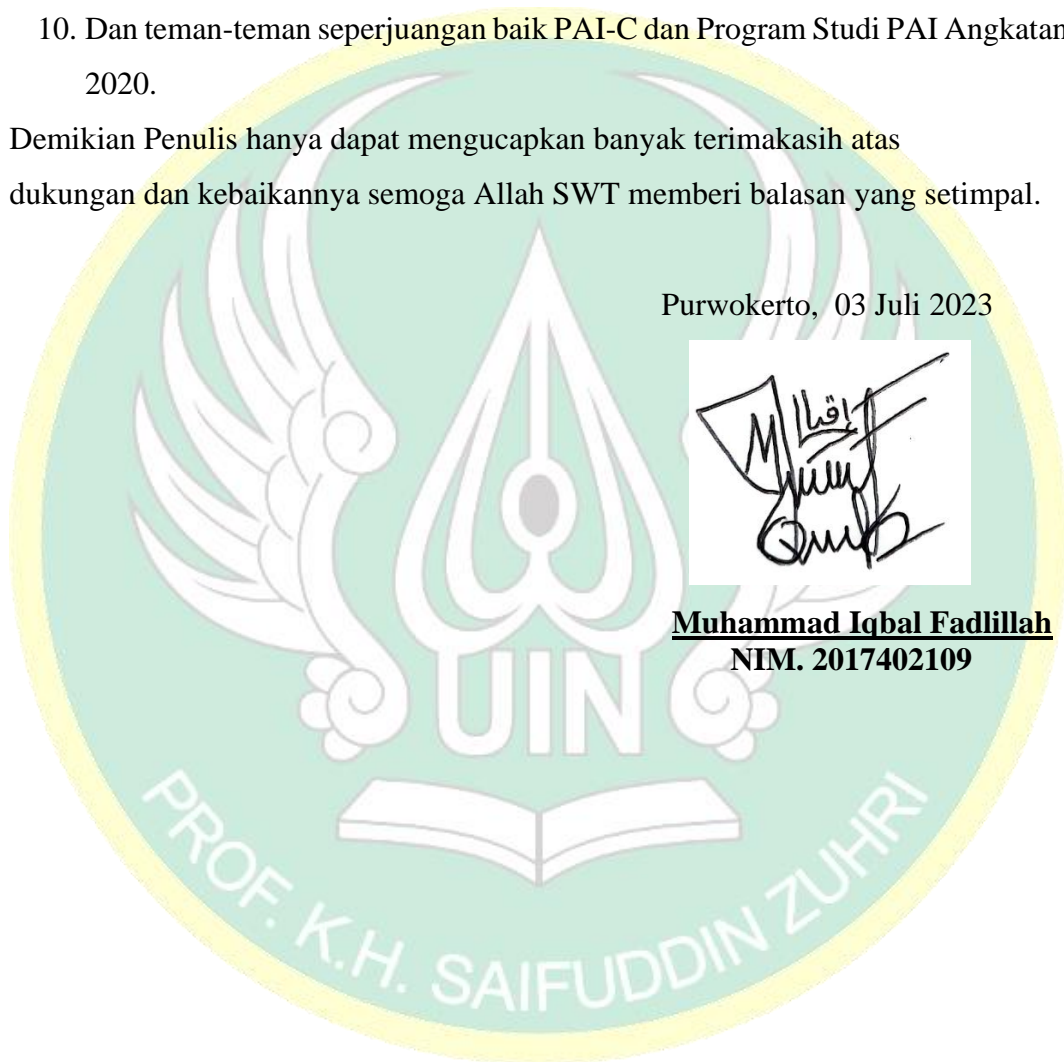 10. Dan teman-teman seperjuangan baik PAI-C dan Program Studi PAI Angkatan
2020.
Demikian Penulis hanya dapat mengucapkan banyak terimakasih atas
dukungan dan kebaikannya semoga Allah SWT memberi balasan yang setimpal.
Purwokerto, 03 Juli 2023
Muhammad Iqbal Fadlillah
NIM. 2017402109
UIN
PROF. K.H. SAIFUDDIN ZUHRI